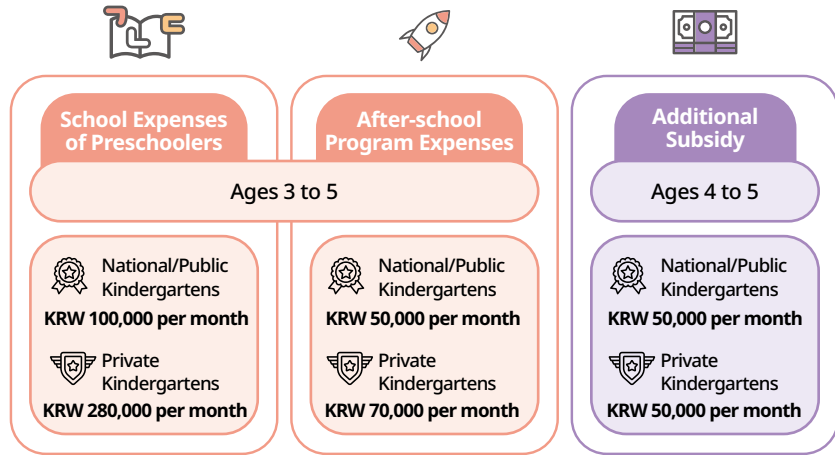 School Expenses
of Preschoolers
After-school
Program Expenses
Ages 3 to 5
National/Public
Kindergartens
KRW 100,000 per month
Private
Kindergartens
KRW 280,000 per month
National/Public
Kindergartens
KRW 50,000 per month
Private
Kindergartens
KRW 70,000 per month
Additional
Subsidy
Ages 4 to 5
National/Public
Kindergartens
KRW 50,000 per month
Private
Kindergartens
KRW 50,000 per month